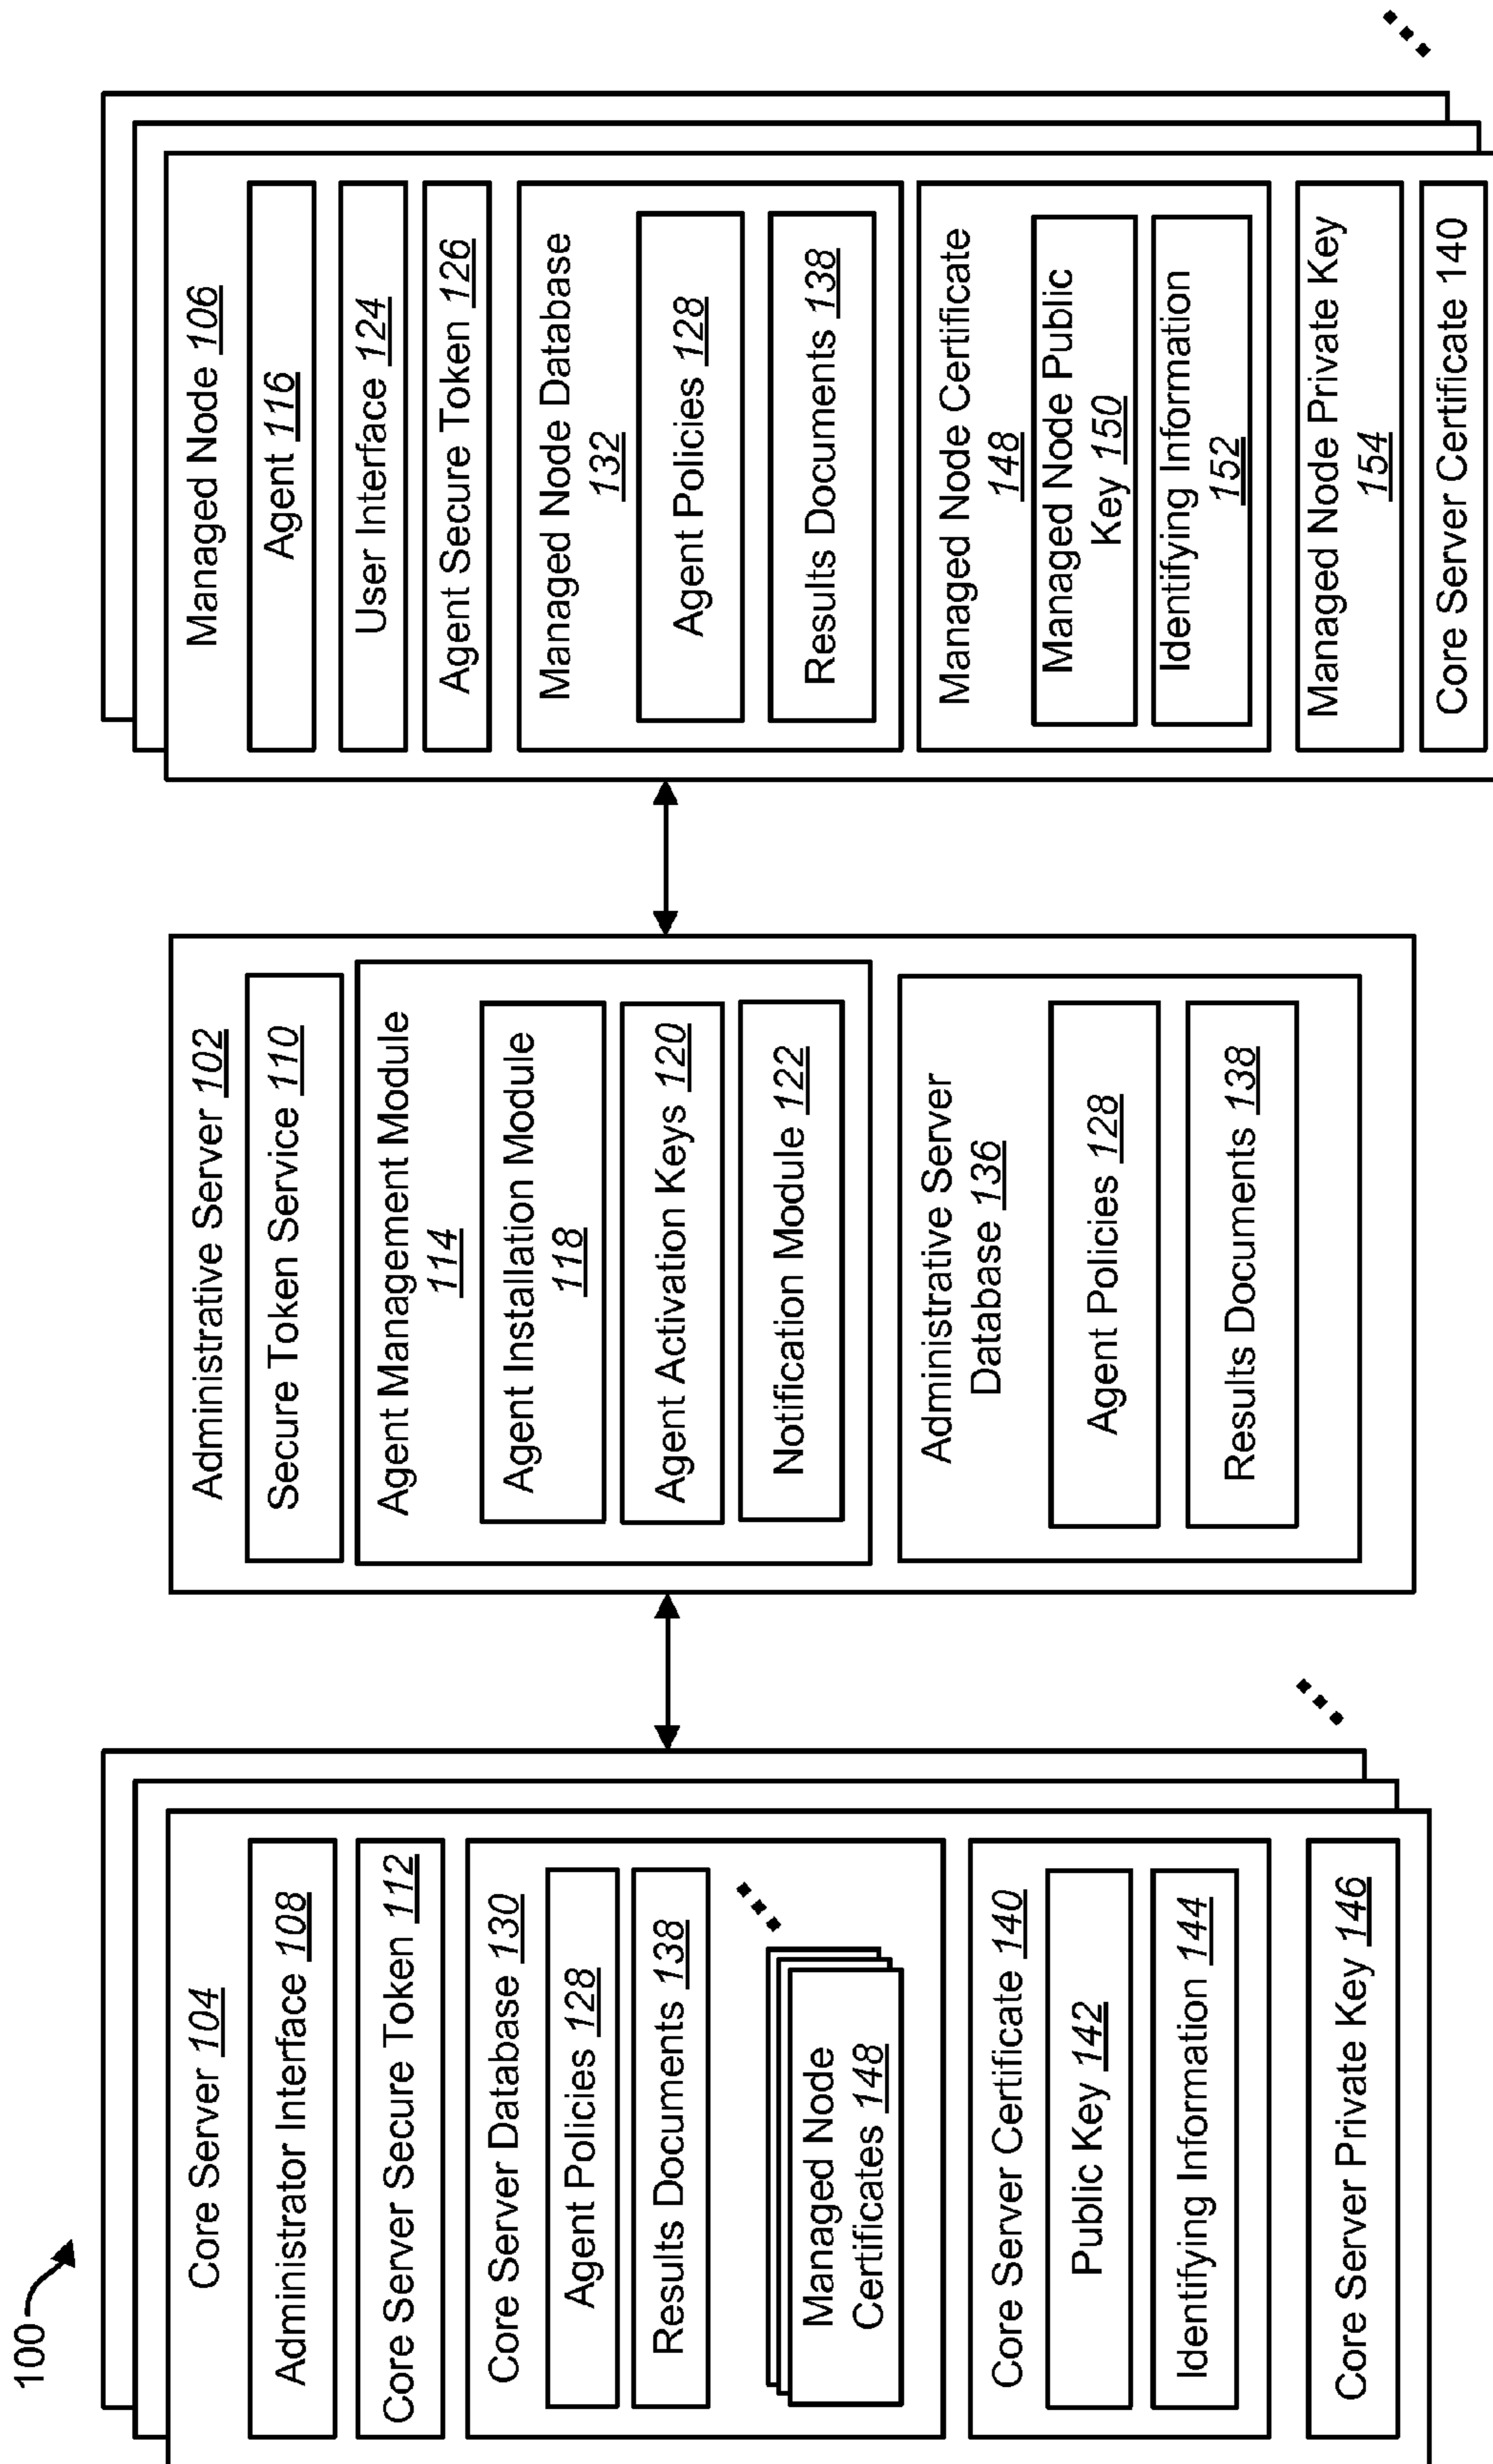 100
Core Server 104
Administrator Interface 108
Core Server Secure Token 112
Core Server Database 130
Agent Policies 128
Results Documents 138
Managed Node
Certificates 148
Core Server Certificate 140
Public Key 142
Identifying Information 144
Core Server Private Key 146
Administrative Server 102
Secure Token Service 110
Agent Management Module
114
Agent Installation Module
118
Agent Activation Keys 120
Notification Module 122
Administrative Server
Database 136
Agent Policies 128
Results Documents 138
Managed Node 106
Agent 116
User Interface 124
Agent Secure Token 126
Managed Node Database
132
Agent Policies 128
Results Documents 138
Managed Node Certificate
148
Managed Node Public
Key 150
Identifying Information
152
Managed Node Private Key
154
Core Server Certificate 140